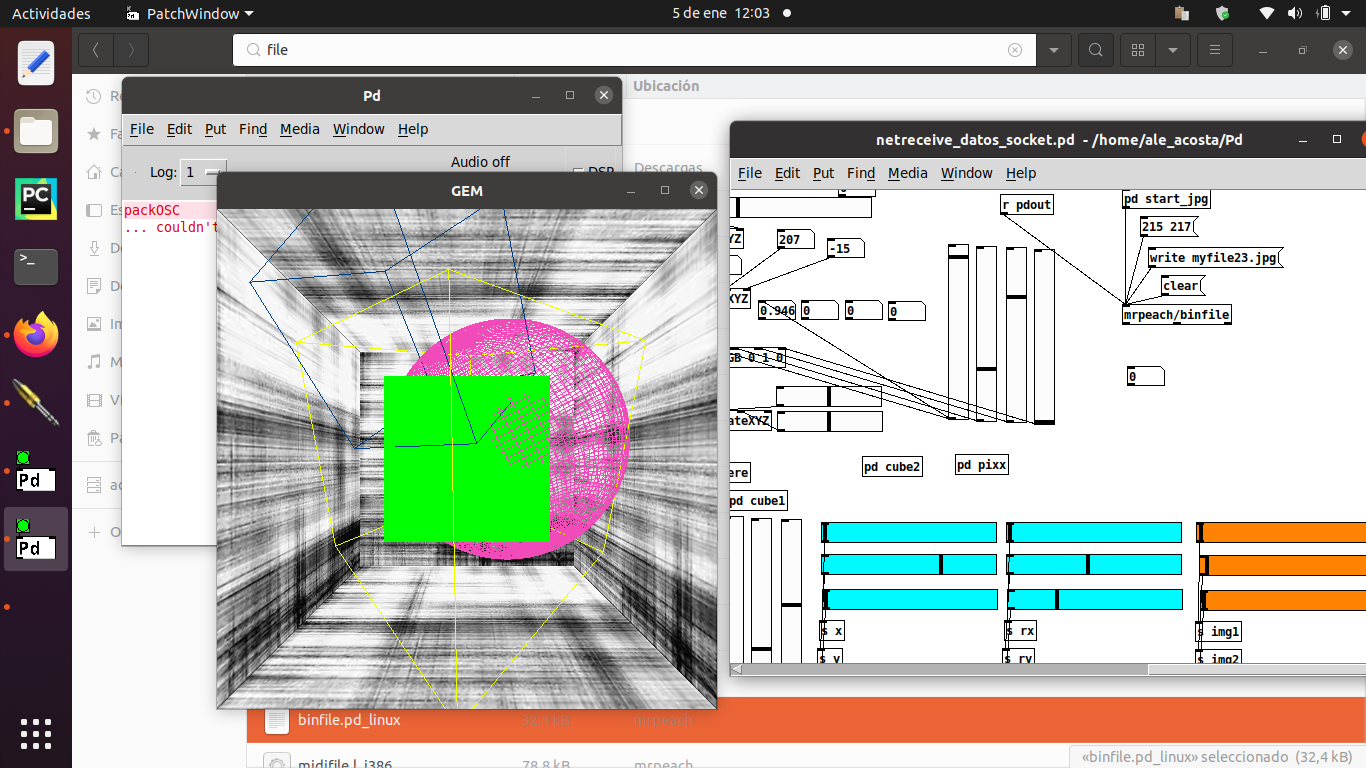 Actividades
PatchWindow
5 de ene 12:03
file
Ubicación
Descargas
Pd
File Edit Put Find Media Window Help
Log: 1
Audio off
DSP
packOSC
... couldn't
GEM
netreceive_datos_socket.pd - /home/ale_acosta/Pd
File Edit Put Find Media Window Help
r pdout
pd start_jpg
215 217
write myfile23.jpg
clear
mrpeach/binfile
YZ
207
-15
XYZ
0.946
0
0
0
GB 0 1 0
0
ateXYZ
pd cube2
pd pixx
ere
pd cube1
s x
s rx
s img1
s y
s ry
s img2
PC
>_
Pd
Pd
binfile.pd_linux
32,4 kB
mrpeach
midifile.l_i386
78,8 kB
mrpeach
«binfile.pd_linux» seleccionado (32,4 kB)